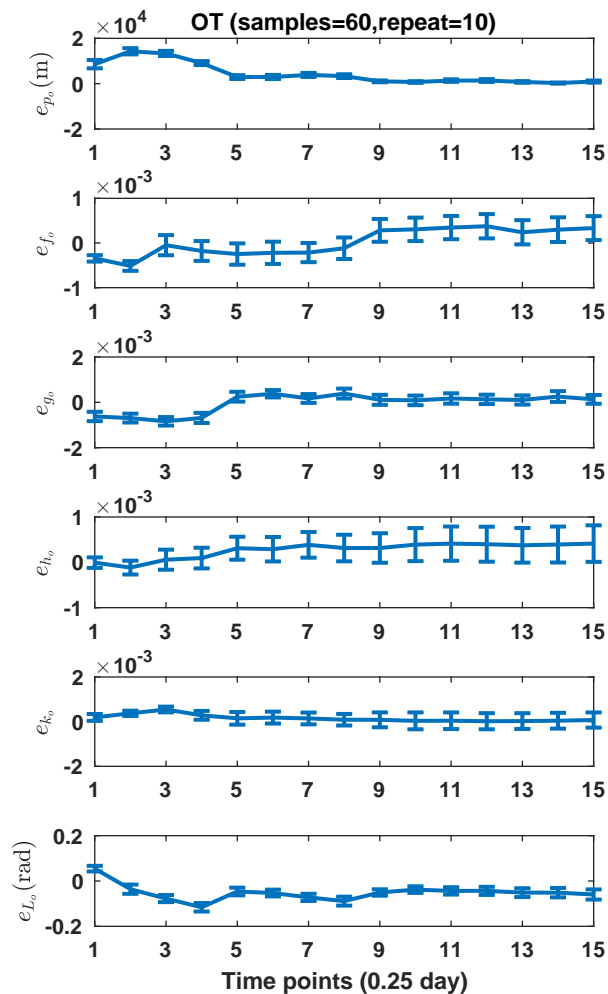 OT (samples=60,repeat=10)
×10^4
2
0
-2
e_{p_o}(m)
1 3 5 7 9 11 13 15
×10^-3
1
0
-1
e_{f_o}
1 3 5 7 9 11 13 15
×10^-3
2
0
-2
e_{g_o}
1 3 5 7 9 11 13 15
×10^-3
1
0
-1
e_{h_o}
1 3 5 7 9 11 13 15
×10^-3
2
0
-2
e_{k_o}
1 3 5 7 9 11 13 15
0.2
0
-0.2
e_{L_o}(rad)
1 3 5 7 9 11 13 15
Time points (0.25 day)